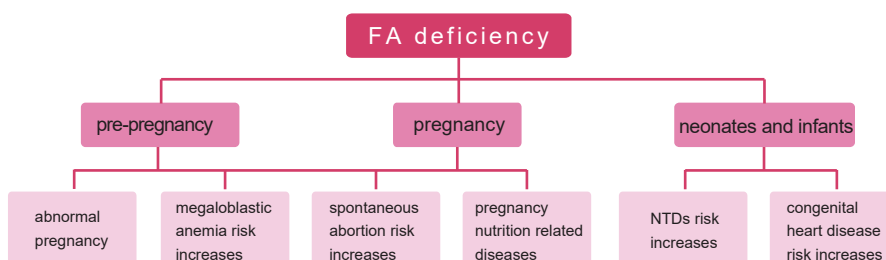 FA deficiency
pre-pregnancy
pregnancy
neonates and infants
abnormal
pregnancy
megaloblastic
anemia risk
increases
spontaneous
abortion risk
increases
pregnancy
nutrition related
diseases
NTDs risk
increases
congenital
heart disease
risk increases